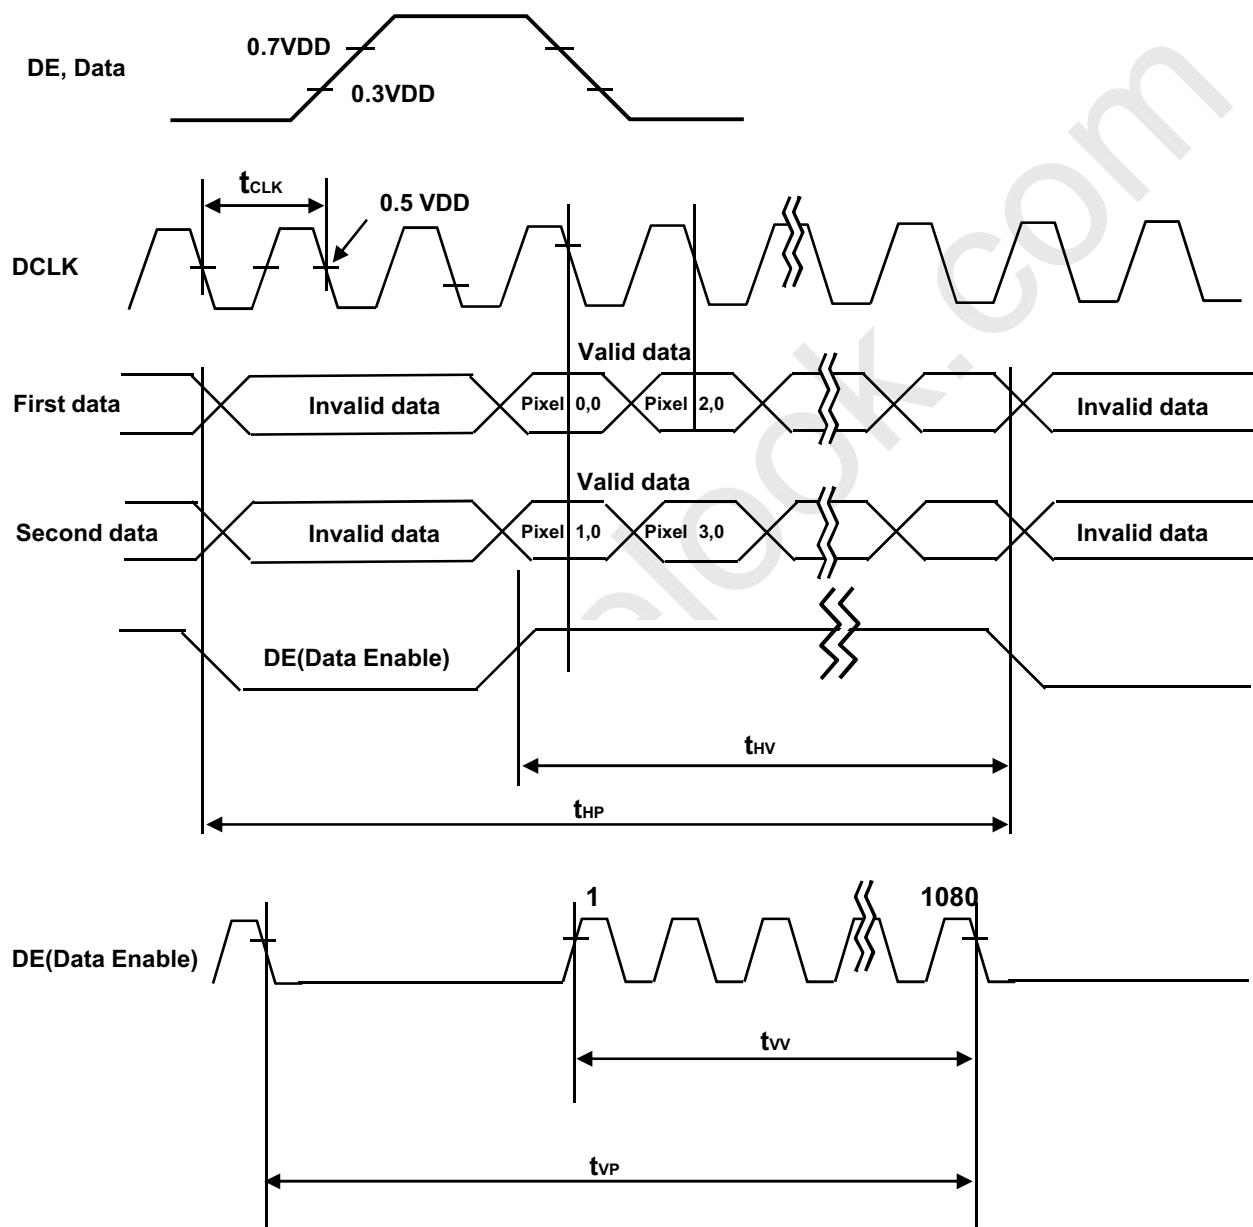 0.7VDD
DE, Data
0.3VDD
tCLK
0.5 VDD
DCLK
Valid data
First data
Invalid data
Pixel 0,0
Pixel 2,0
Invalid data
Valid data
Second data
Invalid data
Pixel 1,0
Pixel 3,0
Invalid data
DE(Data Enable)
tHV
tHP
1
1080
DE(Data Enable)
tVV
tVP
elook.com